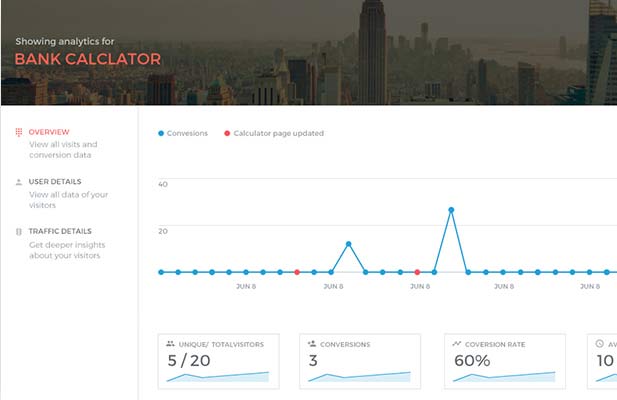 Showing analytics for
BANK CALCLATOR
OVERVIEW
View all visits and
conversion data
USER DETAILS
View all data of your
visitors
TRAFFIC DETAILS
Get deeper insights
about your visitors
Convesions
Calculator page updated
40
20
JUN 8 JUN 8 JUN 8 JUN 8 JUN 8
UNIQUE/ TOTALVISITORS
5 / 20
CONVERSIONS
3
COVERSION RATE
60%
AV
10